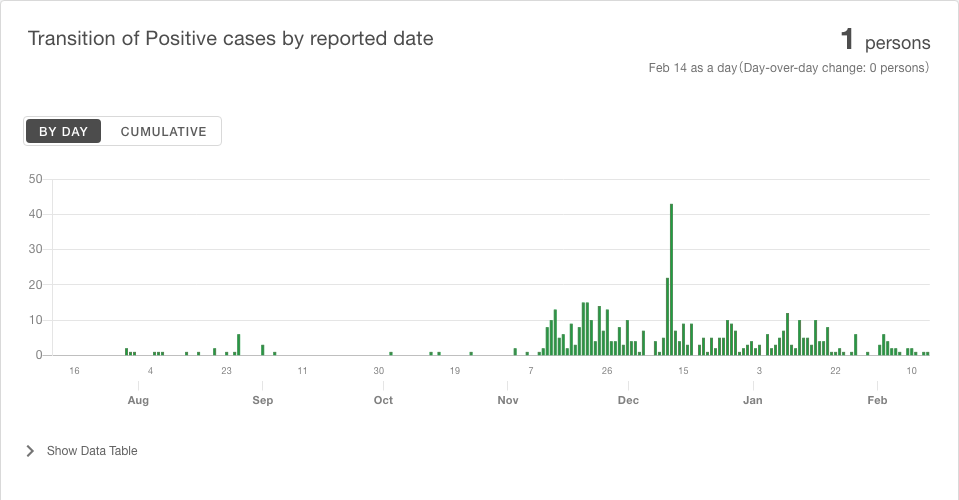 Transition of Positive cases by reported date
1 persons
Feb 14 as a day(Day-over-day change: 0 persons)
BY DAY CUMULATIVE
50
40
30
20
10
0
16 4 23 11 30 19 7 26 15 3 22 10
Aug Sep Oct Nov Dec Jan Feb
Show Data Table